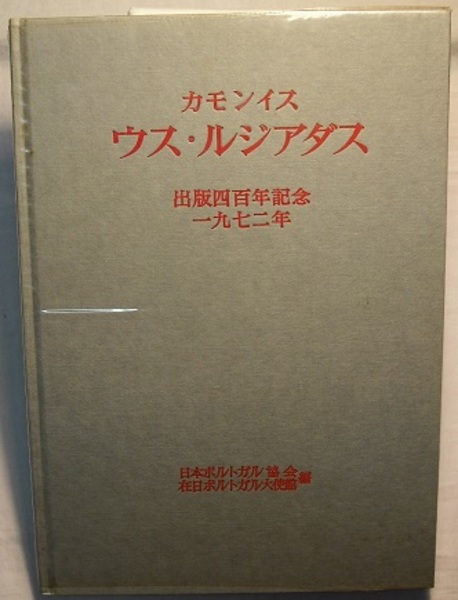 カモンイス
ウス・ルジアダス
出版四百年記念
一九七二年
日本ポルトガル協会
在日ポルトガル大使館
編